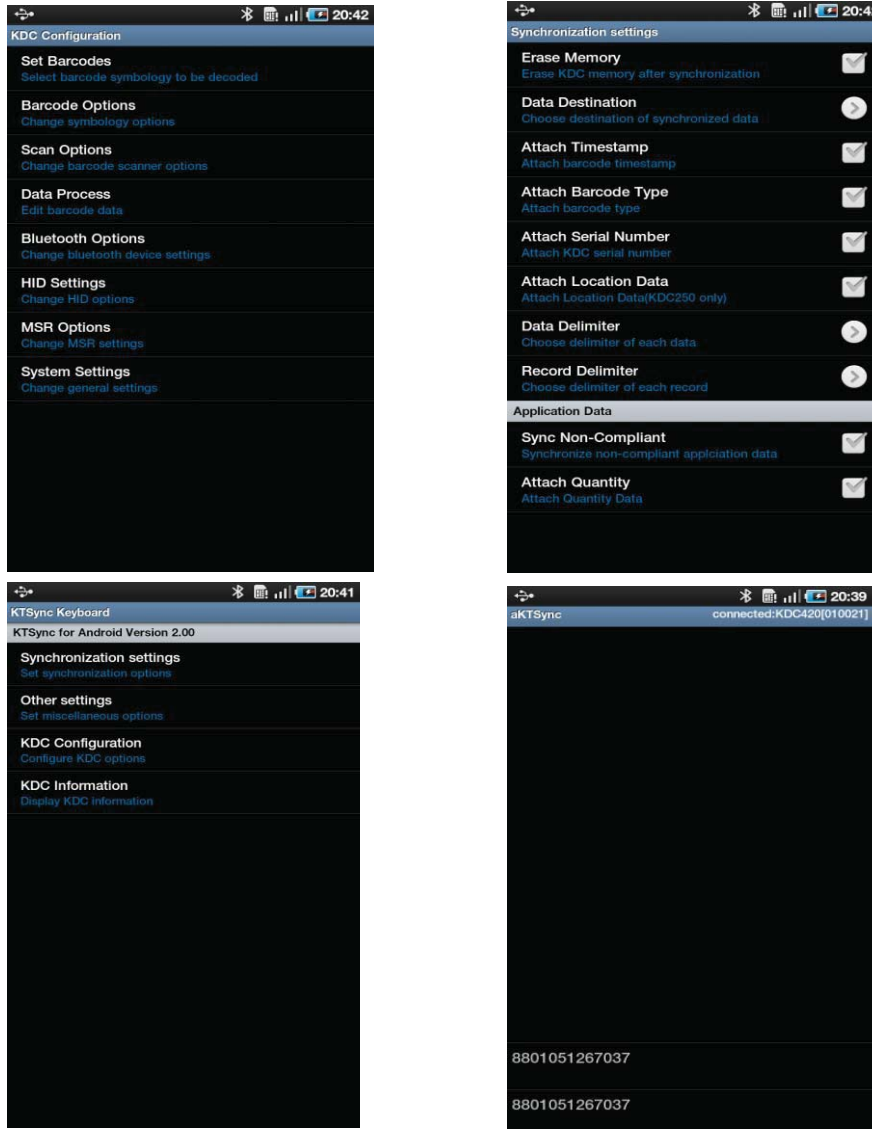 20:42
KDC Configuration
Set Barcodes
Select barcode symbology to be decoded
Barcode Options
Change symbology options
Scan Options
Change barcode scanner options
Data Process
Edit barcode data
Bluetooth Options
Change bluetooth device settings
HID Settings
Change HID options
MSR Options
Change MSR settings
System Settings
Change general settings
20:4
Synchronization settings
Erase Memory
Erase KDC memory after synchronization
Data Destination
Choose destination of synchronized data
Attach Timestamp
Attach barcode timestamp
Attach Barcode Type
Attach barcode type
Attach Serial Number
Attach KDC serial number
Attach Location Data
Attach Location Data(KDC250 only)
Data Delimiter
Choose delimiter of each data
Record Delimiter
Choose delimiter of each record
Application Data
Sync Non-Compliant
Synchronize non-compliant applciation data
Attach Quantity
Attach Quantity Data
20:41
KTSync Keyboard
KTSync for Android Version 2.00
Synchronization settings
Set synchronization options
Other settings
Set miscellaneous options
KDC Configuration
Configure KDC options
KDC Information
Display KDC information
20:39
aKTSync connected:KDC420[010021]
8801051267037
8801051267037